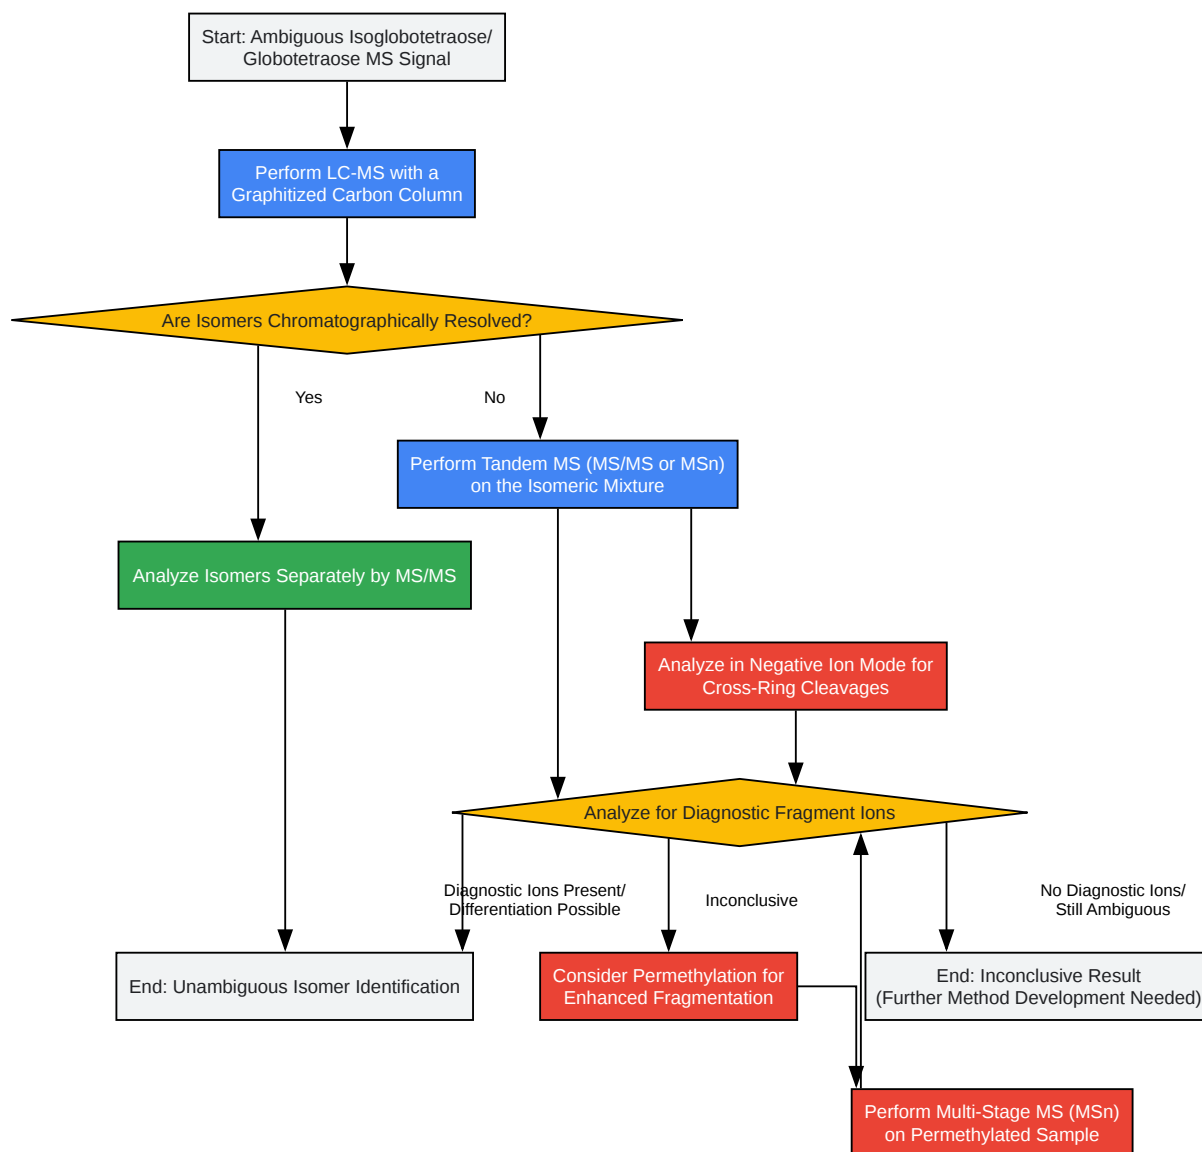 Start: Ambiguous Isoglobotetraose/
Globotetraose MS Signal
Perform LC-MS with a
Graphitized Carbon Column
Are Isomers Chromatographically Resolved?
Yes
No
Perform Tandem MS (MS/MS or MSn)
on the Isomeric Mixture
Analyze Isomers Separately by MS/MS
Analyze in Negative Ion Mode for
Cross-Ring Cleavages
Analyze for Diagnostic Fragment Ions
Diagnostic Ions Present/
Differentiation Possible
Inconclusive
No Diagnostic Ions/
Still Ambiguous
End: Unambiguous Isomer Identification
Consider Permethylation for
Enhanced Fragmentation
End: Inconclusive Result
(Further Method Development Needed)
Perform Multi-Stage MS (MSn)
on Permethylated Sample